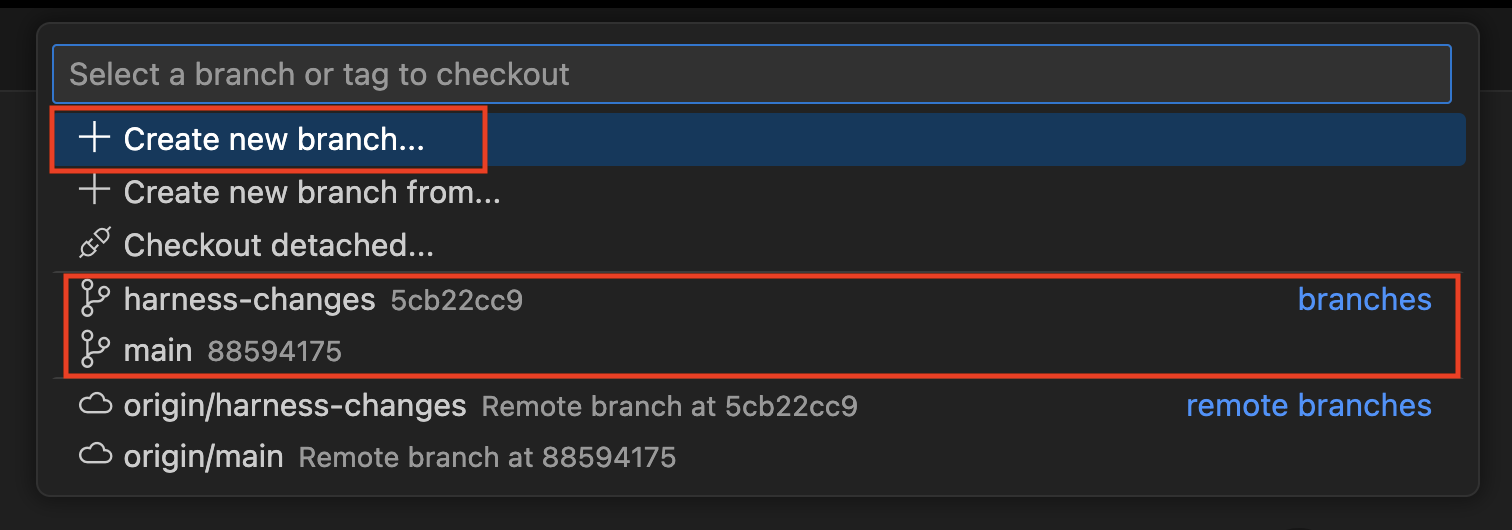 Select a branch or tag to checkout
Create new branch...
Create new branch from...
Checkout detached...
harness-changes 5cb22cc9 branches
main 88594175
origin/harness-changes Remote branch at 5cb22cc9 remote branches
origin/main Remote branch at 88594175